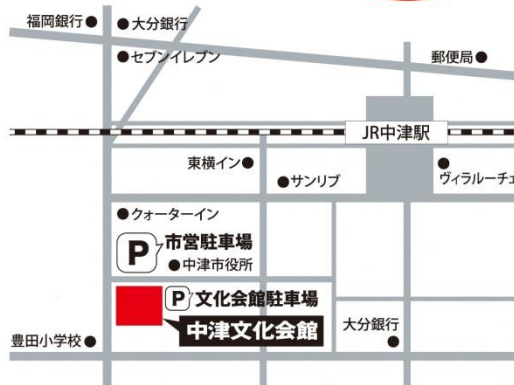 福岡銀行
大分銀行
セブンイレブン
郵便局
JR中津駅
東横イン
サンリブ
ヴィラルーチェ
クォーターイン
P 市営駐車場
中津市役所
P 文化会館駐車場
中津文化会館
豊田小学校
大分銀行